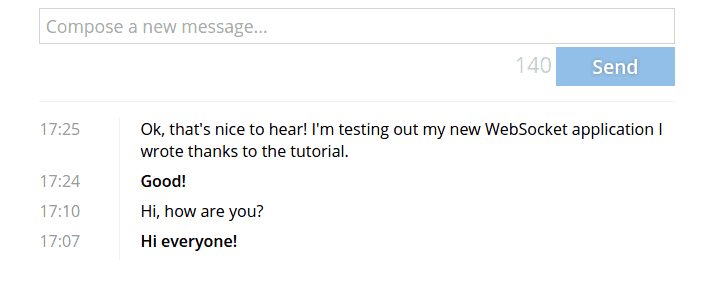 Compose a new message...
140 Send
17:25 Ok, that's nice to hear! I'm testing out my new WebSocket application I
wrote thanks to the tutorial.
17:24 Good!
17:10 Hi, how are you?
17:07 Hi everyone!